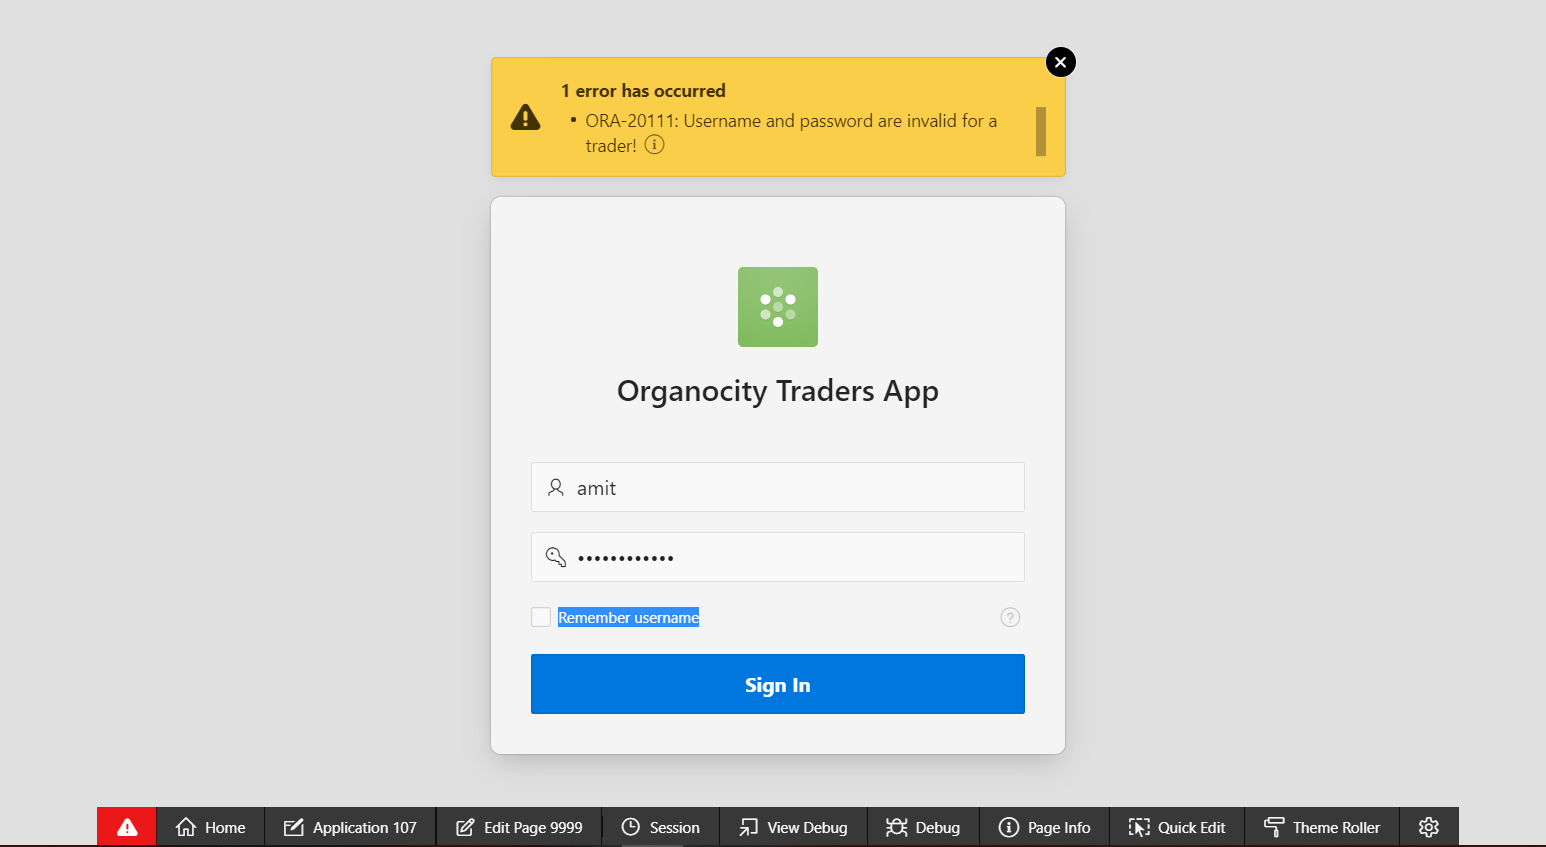 1 error has occurred
• ORA-20111: Username and password are invalid for a
trader!
Organocity Traders App
amit
••••••••••••
Remember username
Sign In
Home Application 107 Edit Page 9999 Session View Debug Debug Page Info Quick Edit Theme Roller